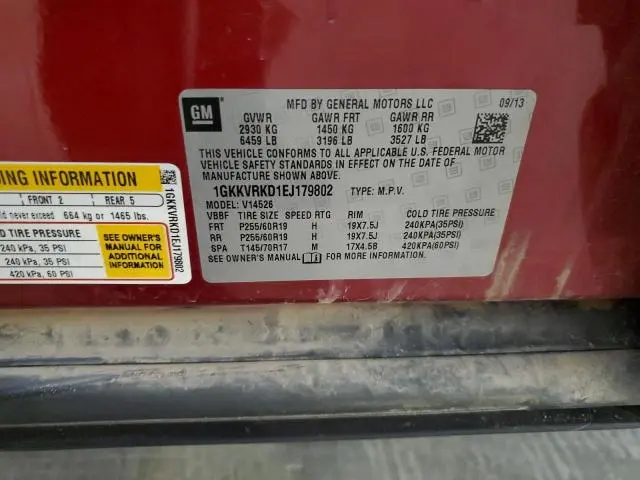 GM
MFD BY GENERAL MOTORS LLC 09/13
GVWR GAWR FRT GAWR RR
2930 KG 1450 KG 1600 KG
6459 LB 3196 LB 3527 LB
THIS VEHICLE CONFORMS TO ALL APPLICABLE U.S. FEDERAL MOTOR
VEHICLE SAFETY STANDARDS IN EFFECT ON THE DATE OF
MANUFACTURE SHOWN ABOVE.
1GKKVRKD1EJ179802 TYPE: M.P.V.
MODEL: V14526
VBBF TIRE SIZE SPEED RTG RIM COLD TIRE PRESSURE
FRT P255/60R19 H 19X7.5J 240KPA(35PSI)
RR P255/60R19 H 19X7.5J 240KPA(35PSI)
SPA T145/70R17 M 17X4.5B 420KPA(60PSI)
SEE OWNER'S MANUAL FOR MORE INFORMATION.
NG INFORMATION
FRONT 2 REAR 5
ld never exceed 664 kg or 1465 lbs.
D TIRE PRESSURE
240 kPa, 35 PSI
240 kPa, 35 PSI
420 kPa, 60 PSI
SEE OWNER'S
MANUAL FOR
ADDITIONAL
INFORMATION
1GKKVRKD1EJ179802